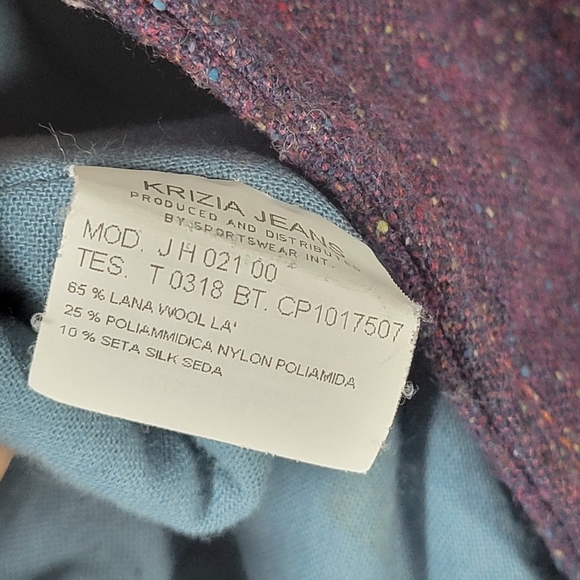 KRIZIA JEANS
PRODUCED AND DISTRIBUTED
BY SPORTSWEAR INT.
MOD. JH 021 00
TES. T 0318 BT. CP1017507
65 % LANA WOOL LA'
25 % POLIAMMIDICA NYLON POLIAMIDA
10 % SETA SILK SEDA